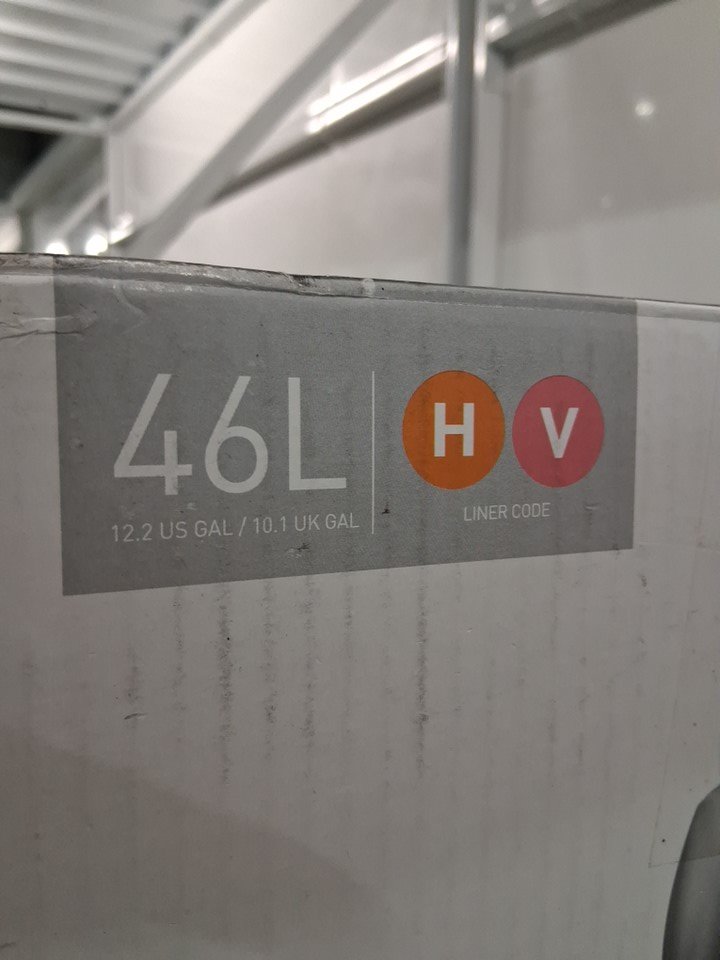 46L
12.2 US GAL / 10.1 UK GAL
H V
LINER CODE